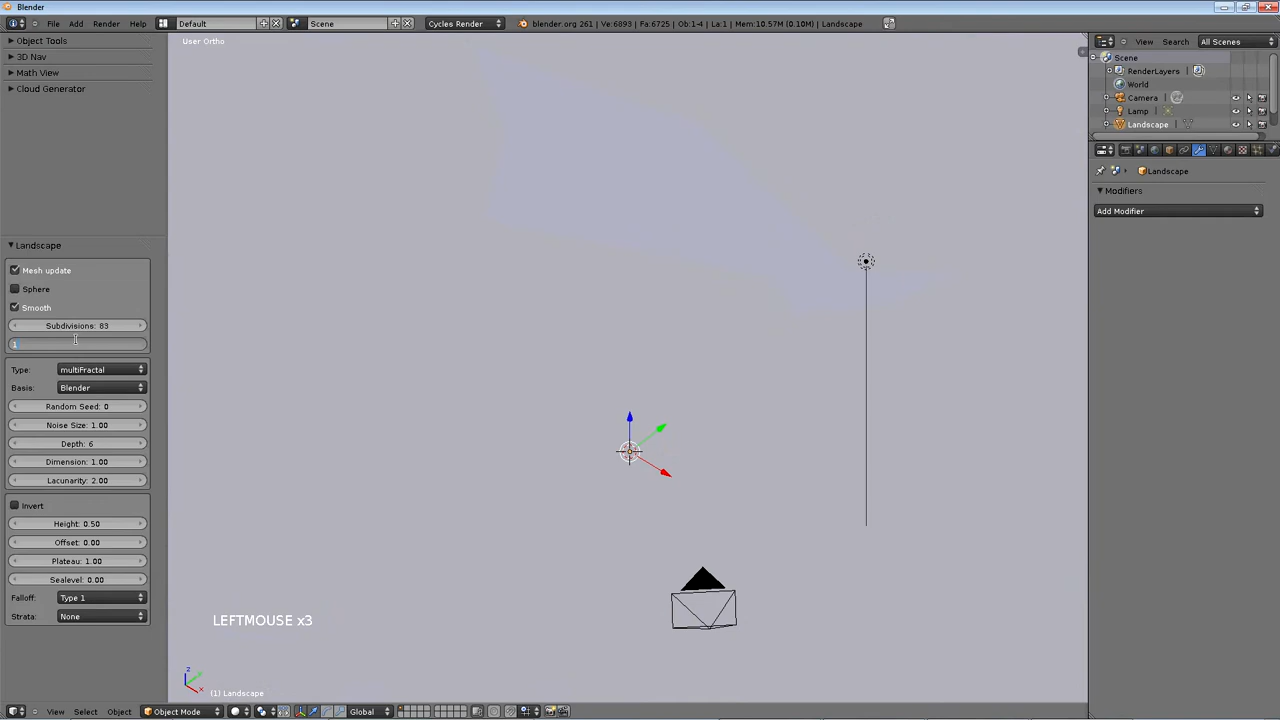 Blender
File Add Render Help Default Scene Cycles Render blender.org 261 | Ve:6893 | Fa:6725 | Ob:1-4 | La:1 | Mem:10.57M (0.10M) | Landscape
Object Tools
3D Nav
Math View
Cloud Generator
User Ortho
View Search All Scenes
Scene
RenderLayers
World
Camera
Lamp
Landscape
Landscape
Modifiers
Add Modifier
Landscape
Mesh update
Sphere
Smooth
Subdivisions: 83
1
Type: multiFractal
Basis: Blender
Random Seed: 0
Noise Size: 1.00
Depth: 6
Dimension: 1.00
Lacunarity: 2.00
Invert
Height: 0.50
Offset: 0.00
Plateau: 1.00
Sealevel: 0.00
Falloff: Type 1
Strata: None
LEFTMOUSE x3
z
x
(1) Landscape
View Select Object Object Mode Global